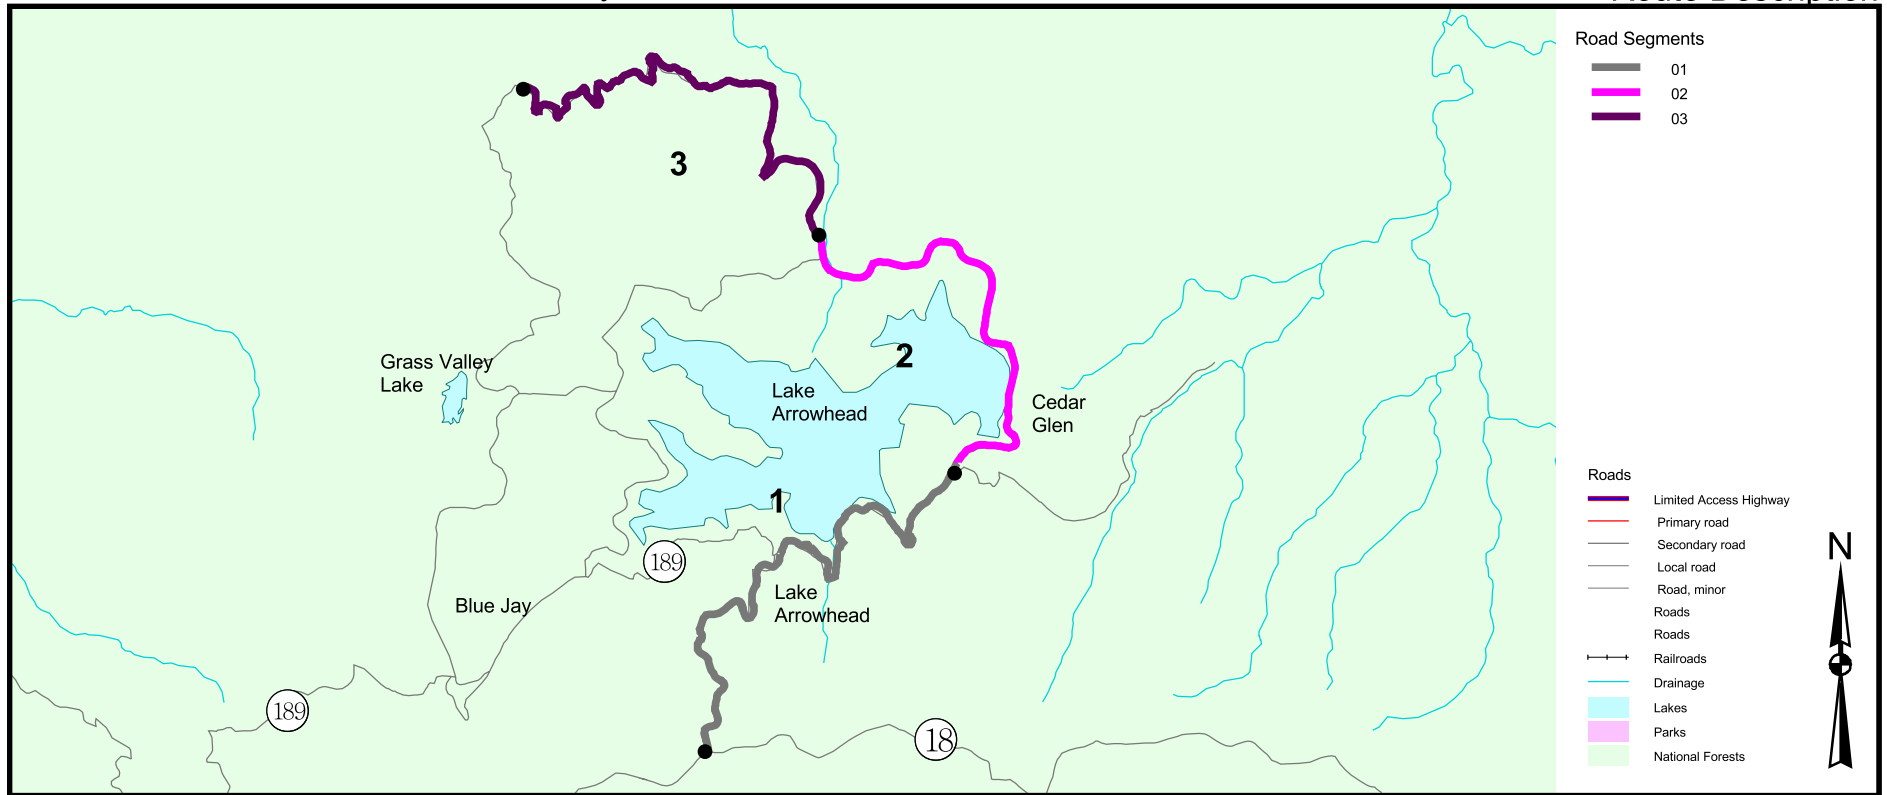 Route Description
Road Segments
01
02
03
3
Grass Valley
Lake
2
Lake
Arrowhead
Cedar
Glen
1
189
Lake
Arrowhead
Blue Jay
189
18
Roads
Limited Access Highway
Primary road
Secondary road
Local road
Road, minor
Roads
Roads
Railroads
Drainage
Lakes
Parks
National Forests
N